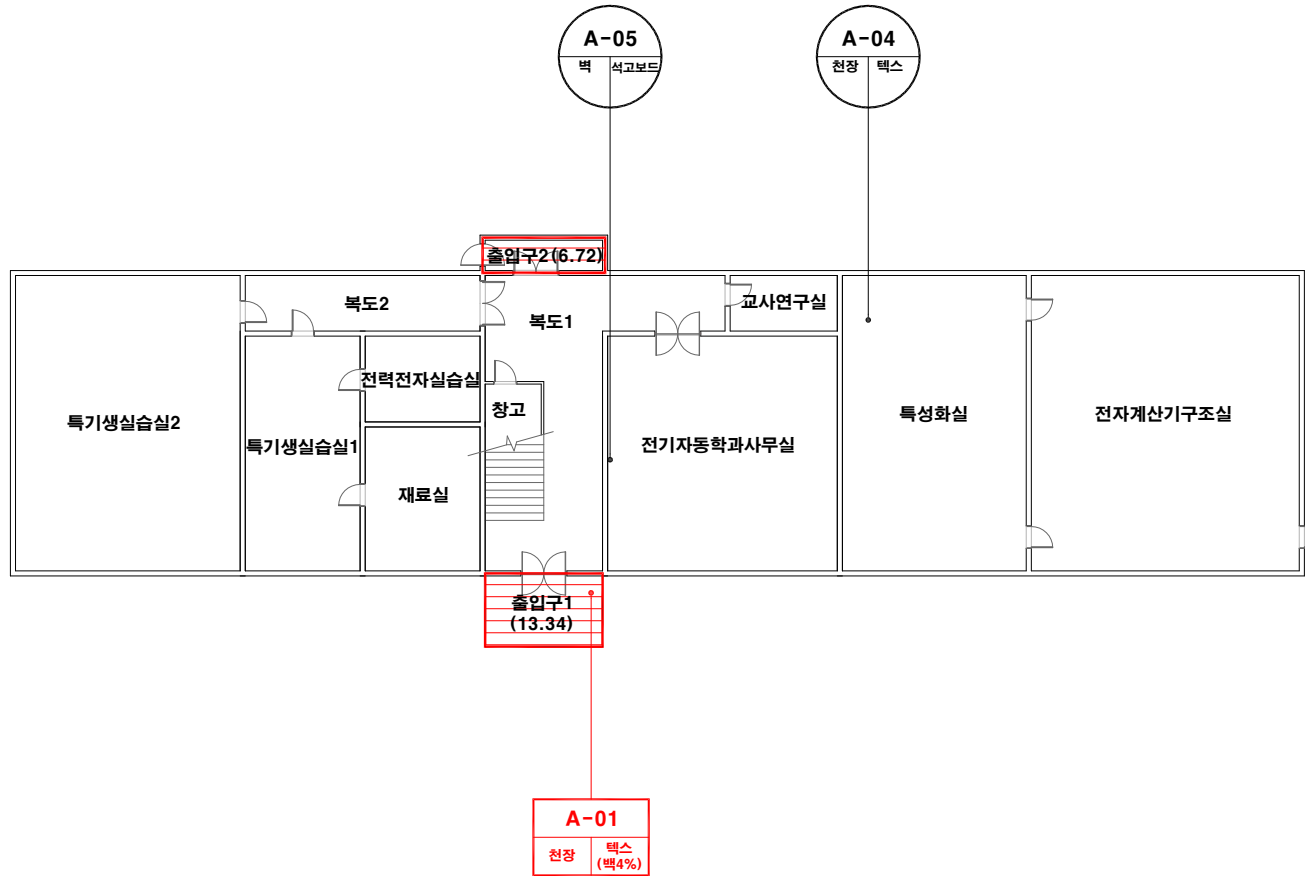 A-05
벽 석고보드
A-04
천장 텍스
출입구2(6.72)
복도2
복도1
교사연구실
전력전자실습실
창고
특기생실습실2
특기생실습실1
전기자동학과사무실
특성화실
전자계산기구조실
재료실
출입구1
(13.34)
A-01
천장 텍스
(백4%)